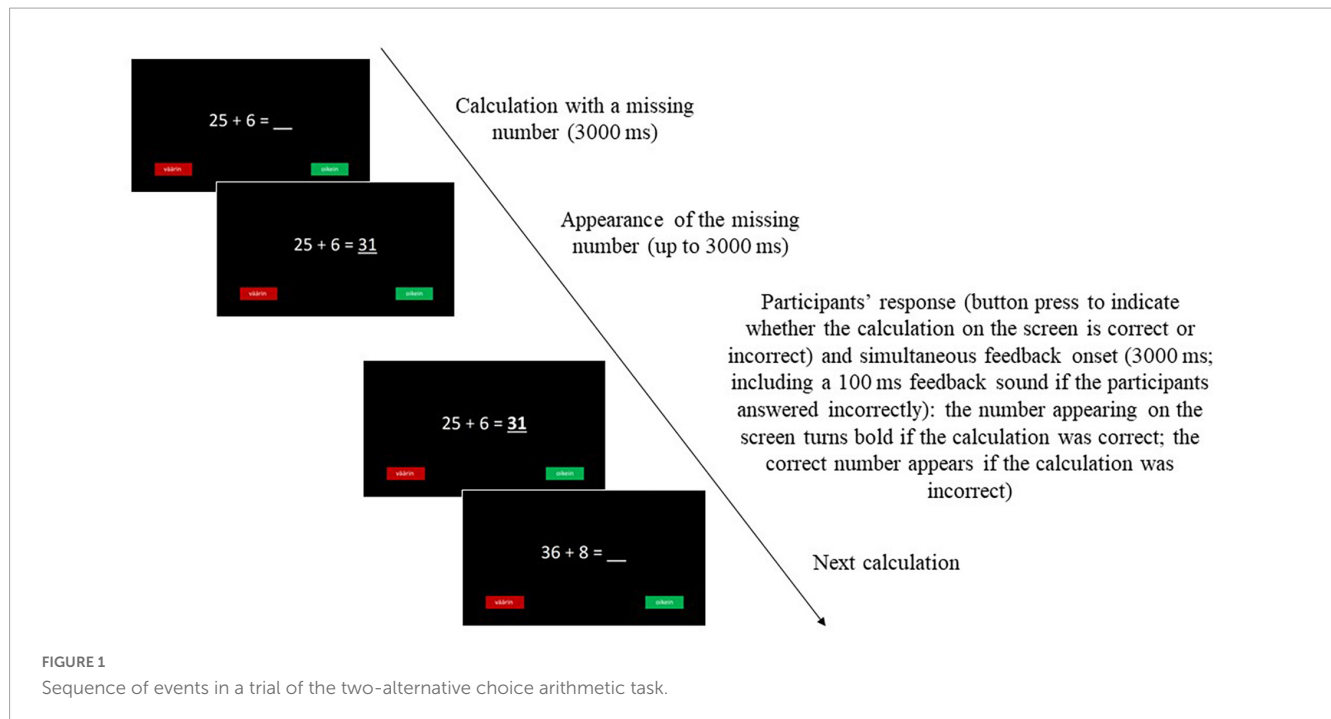 25 + 6 = __
väärin
oikein
Calculation with a missing
number (3000 ms)
25 + 6 = 31
väärin
oikein
Appearance of the missing
number (up to 3000 ms)
Participants’ response (button press to indicate
whether the calculation on the screen is correct or
incorrect) and simultaneous feedback onset (3000 ms;
including a 100 ms feedback sound if the participants
answered incorrectly): the number appearing on the
screen turns bold if the calculation was correct; the
correct number appears if the calculation was
incorrect)
25 + 6 = 31
väärin
oikein
36 + 8 = __
väärin
oikein
Next calculation
FIGURE 1
Sequence of events in a trial of the two-alternative choice arithmetic task.